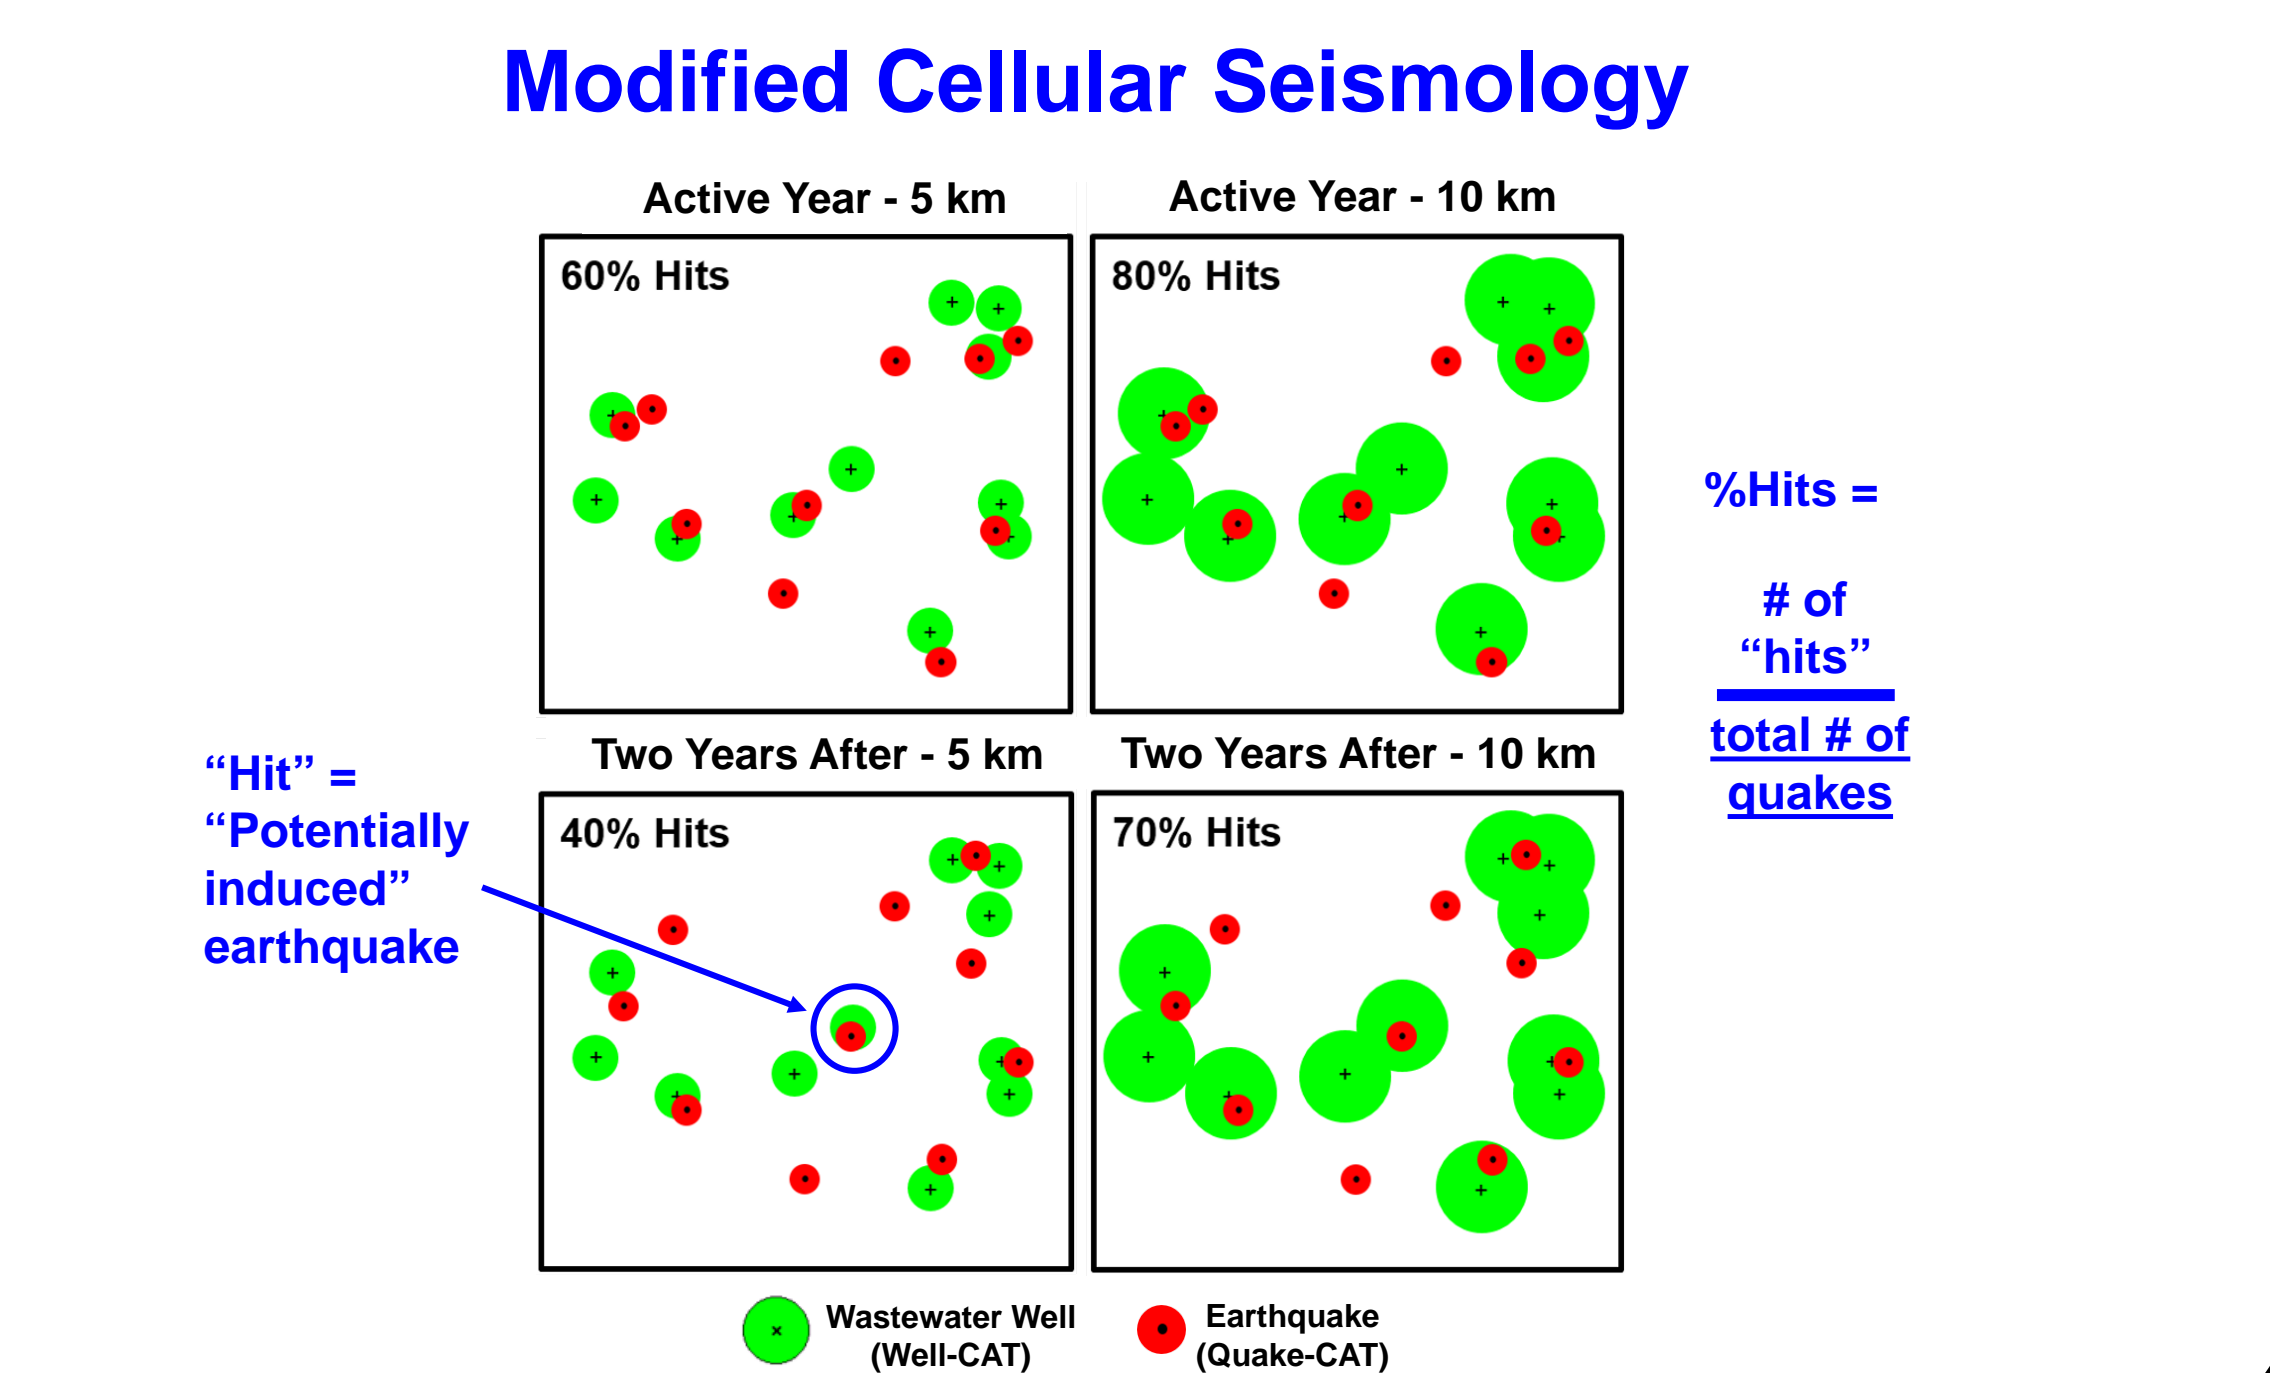 Modified Cellular Seismology
Active Year - 5 km
Active Year - 10 km
60% Hits
80% Hits
%Hits =
# of
“hits”
total # of
quakes
“Hit” =
“Potentially
induced”
earthquake
Two Years After - 5 km
Two Years After - 10 km
40% Hits
70% Hits
Wastewater Well
(Well-CAT)
Earthquake
(Quake-CAT)